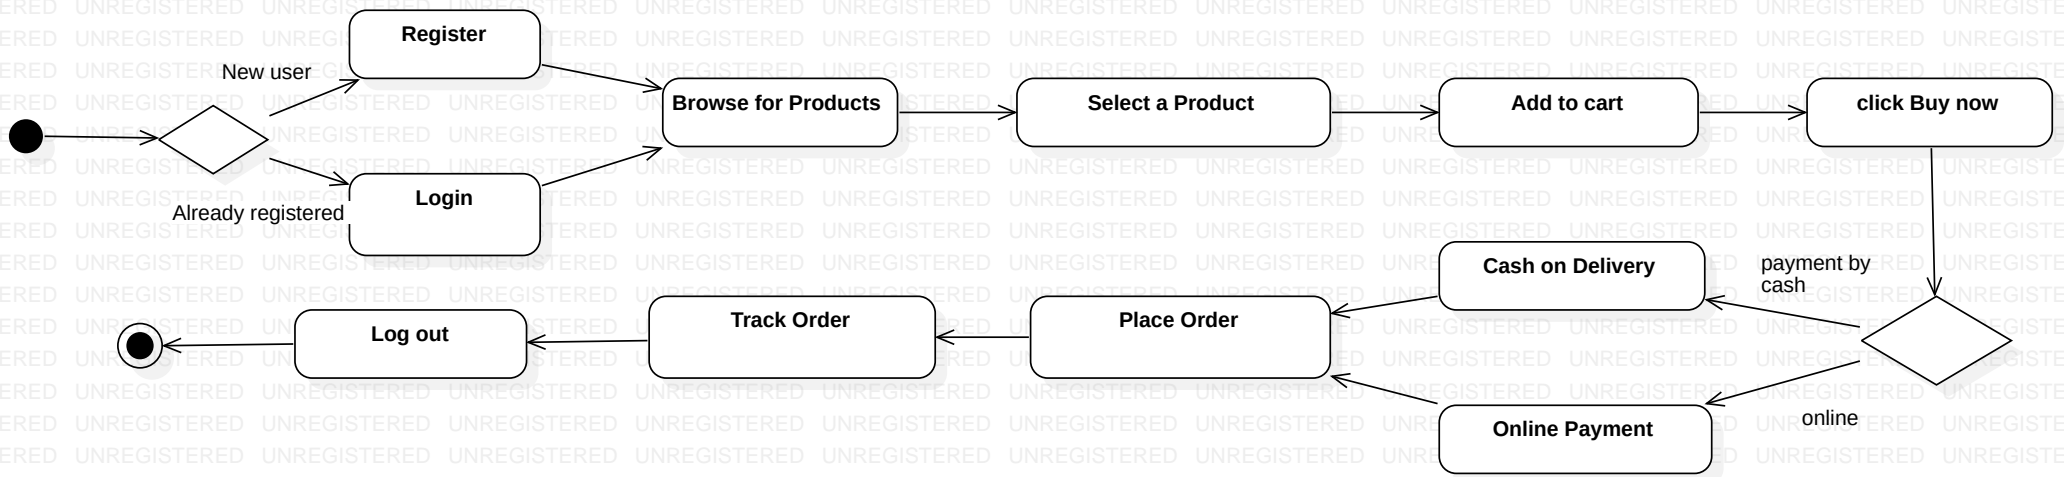 New user
Register
Already registered
Login
Browse for Products
Select a Product
Add to cart
click Buy now
payment by
cash
online
Cash on Delivery
Online Payment
Place Order
Track Order
Log out
UNREGISTERED